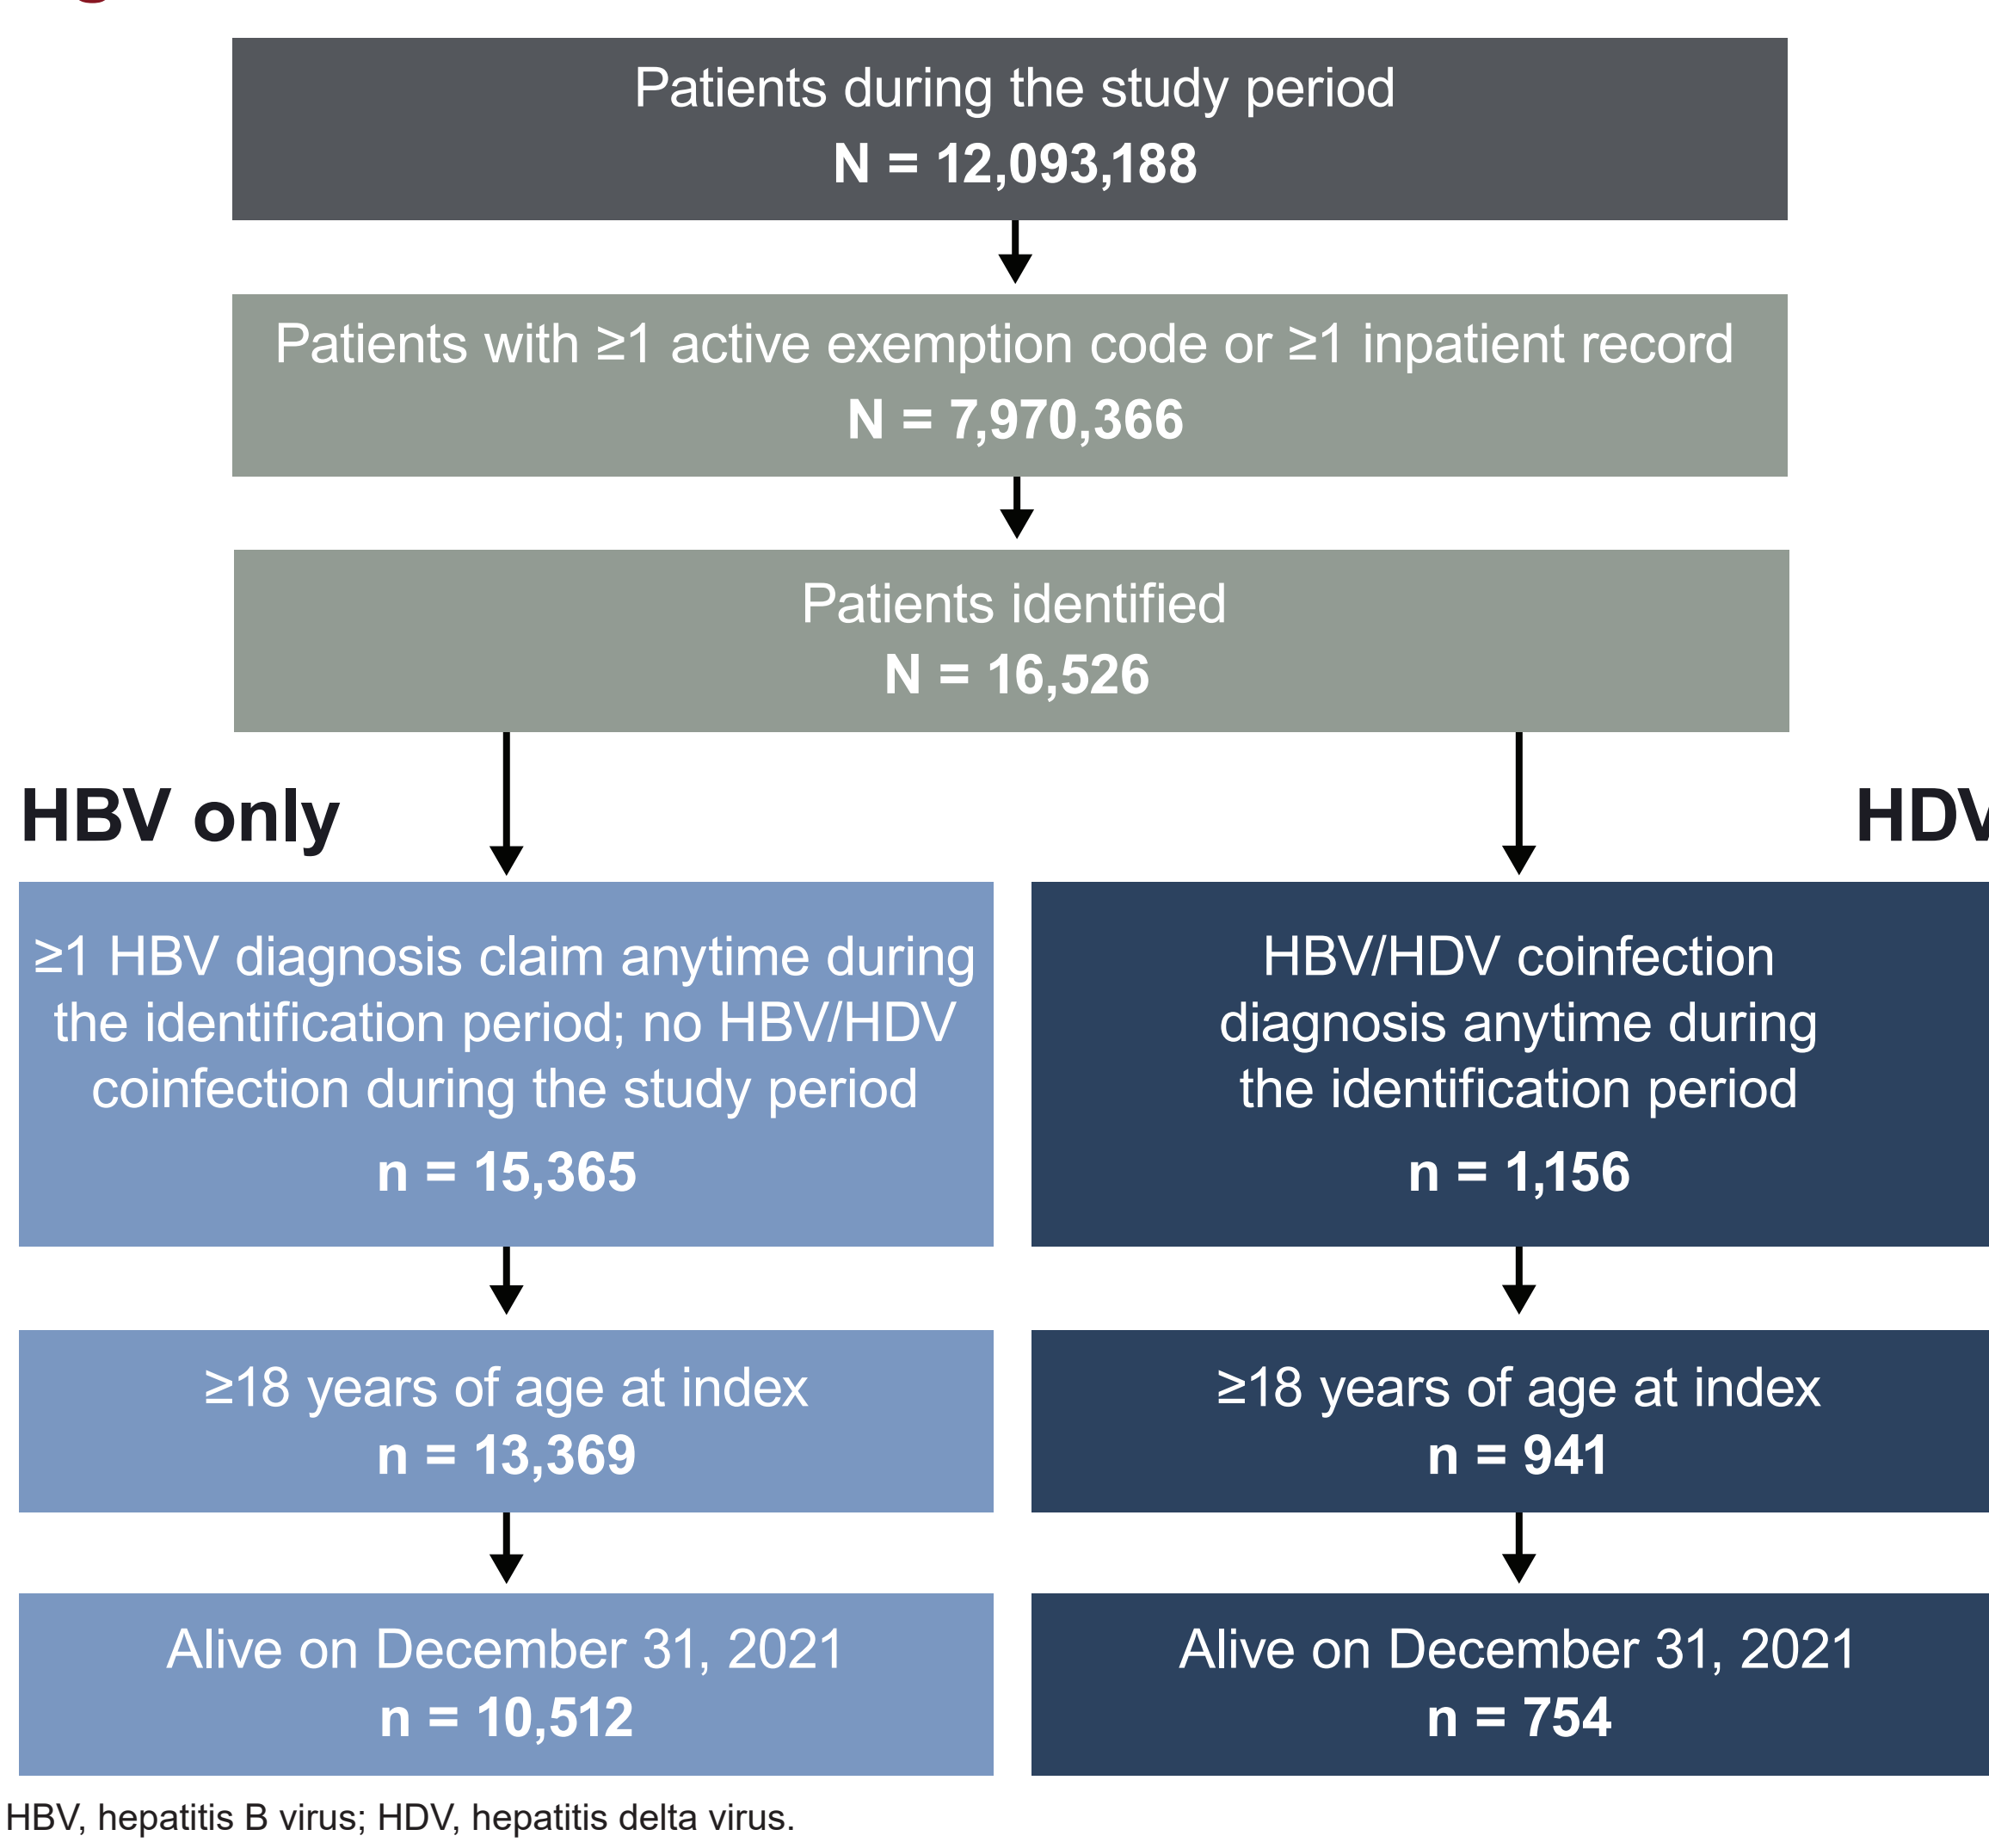 Patients during the study period
N = 12,093,188
Patients with ≥1 active exemption code or ≥1 inpatient record
N = 7,970,366
Patients identified
N = 16,526
HBV only
≥1 HBV diagnosis claim anytime during
the identification period; no HBV/HDV
coinfection during the study period
n = 15,365
≥18 years of age at index
n = 13,369
Alive on December 31, 2021
n = 10,512
HDV
HBV/HDV coinfection
diagnosis anytime during
the identification period
n = 1,156
≥18 years of age at index
n = 941
Alive on December 31, 2021
n = 754
HBV, hepatitis B virus; HDV, hepatitis delta virus.